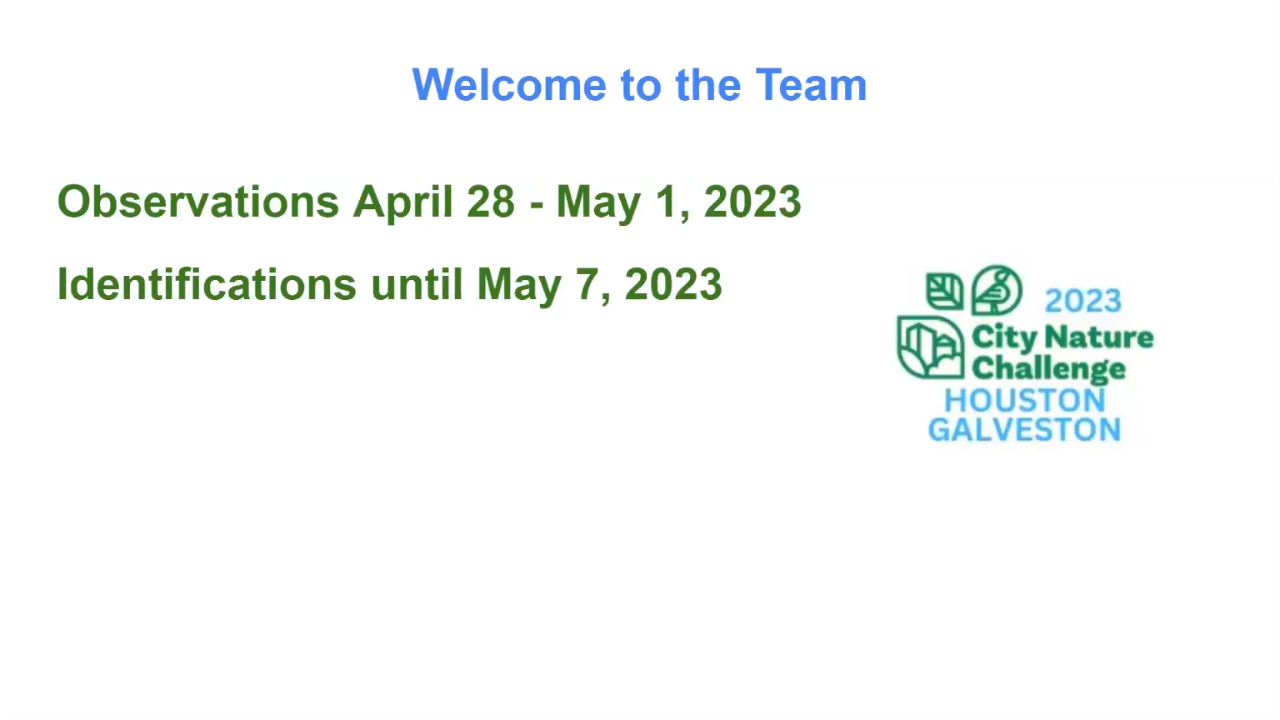 Welcome to the Team
Observations April 28 - May 1, 2023
Identifications until May 7, 2023
2023
City Nature
Challenge
HOUSTON
GALVESTON